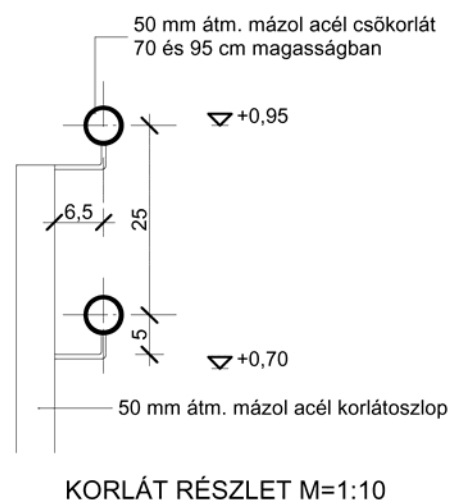 50 mm átm. mázol acél csőkorlát
70 és 95 cm magasságban
+0,95
6,5
25
5
+0,70
50 mm átm. mázol acél korlátoszlop
KORLÁT RÉSZLET M=1:10